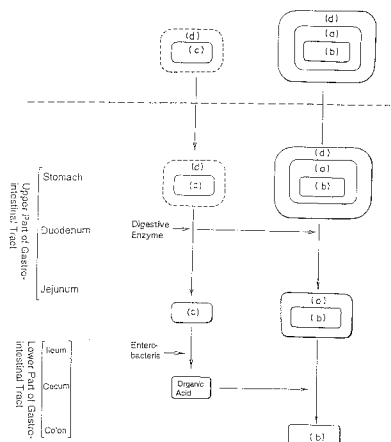 (d)
(c)
(d)
(a)
(b)
Upper Part of Gastro-
intestinal Tract
Stomach
Duodenum
Jejunum
(d)
(c)
(d)
(a)
(b)
Digestive
Enzyme
(c)
(a)
(b)
Lower Part of Gastro-
intestinal Tract
Ileum
Cecum
Colon
Entero-
bacteris
Organic
Acid
(b)